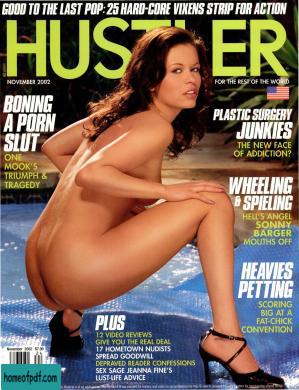 GOOD TO THE LAST POP: 25 HARD-CORE VIXENS STRIP FOR ACTION
HUSTLER
NOVEMBER 2002
FOR THE REST OF THE WORLD
BONING
A PORN
SLUT
ONE
MOOK'S
TRIUMPH &
TRAGEDY
PLASTIC SURGERY
JUNKIES
THE NEW FACE
OF ADDICTION?
WHEELING
& SPIELING
HELL'S ANGEL
SONNY
BARGER
MOUTHS OFF
HEAVIES
PETTING
SCORING
BIG AT A
FAT-CHICK
CONVENTION
PLUS
12 VIDEO REVIEWS
GIVE YOU THE REAL DEAL
17 HOMETOWN NUDISTS
SPREAD GOODWILL
DEPRAVED READER CONFESSIONS
SEX SAGE JEANNA FINE'S
LUST-LIFE ADVICE
homeofpdf.com